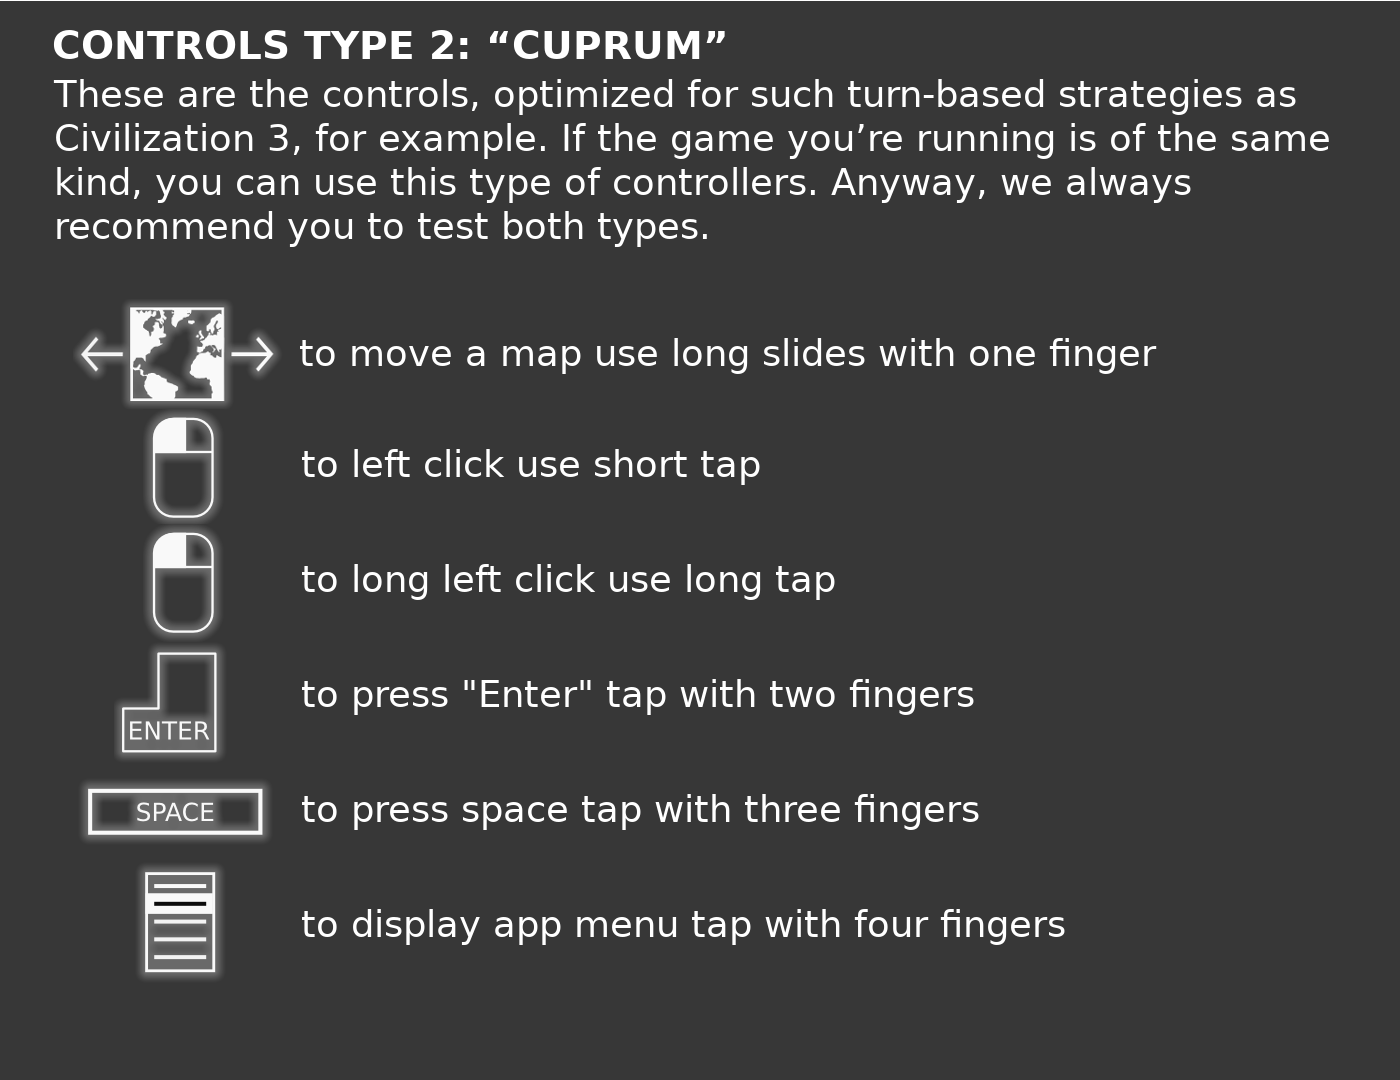 CONTROLS TYPE 2: “CUPRUM”
These are the controls, optimized for such turn-based strategies as
Civilization 3, for example. If the game you’re running is of the same
kind, you can use this type of controllers. Anyway, we always
recommend you to test both types.
to move a map use long slides with one finger
to left click use short tap
to long left click use long tap
ENTER
to press "Enter" tap with two fingers
SPACE
to press space tap with three fingers
to display app menu tap with four fingers